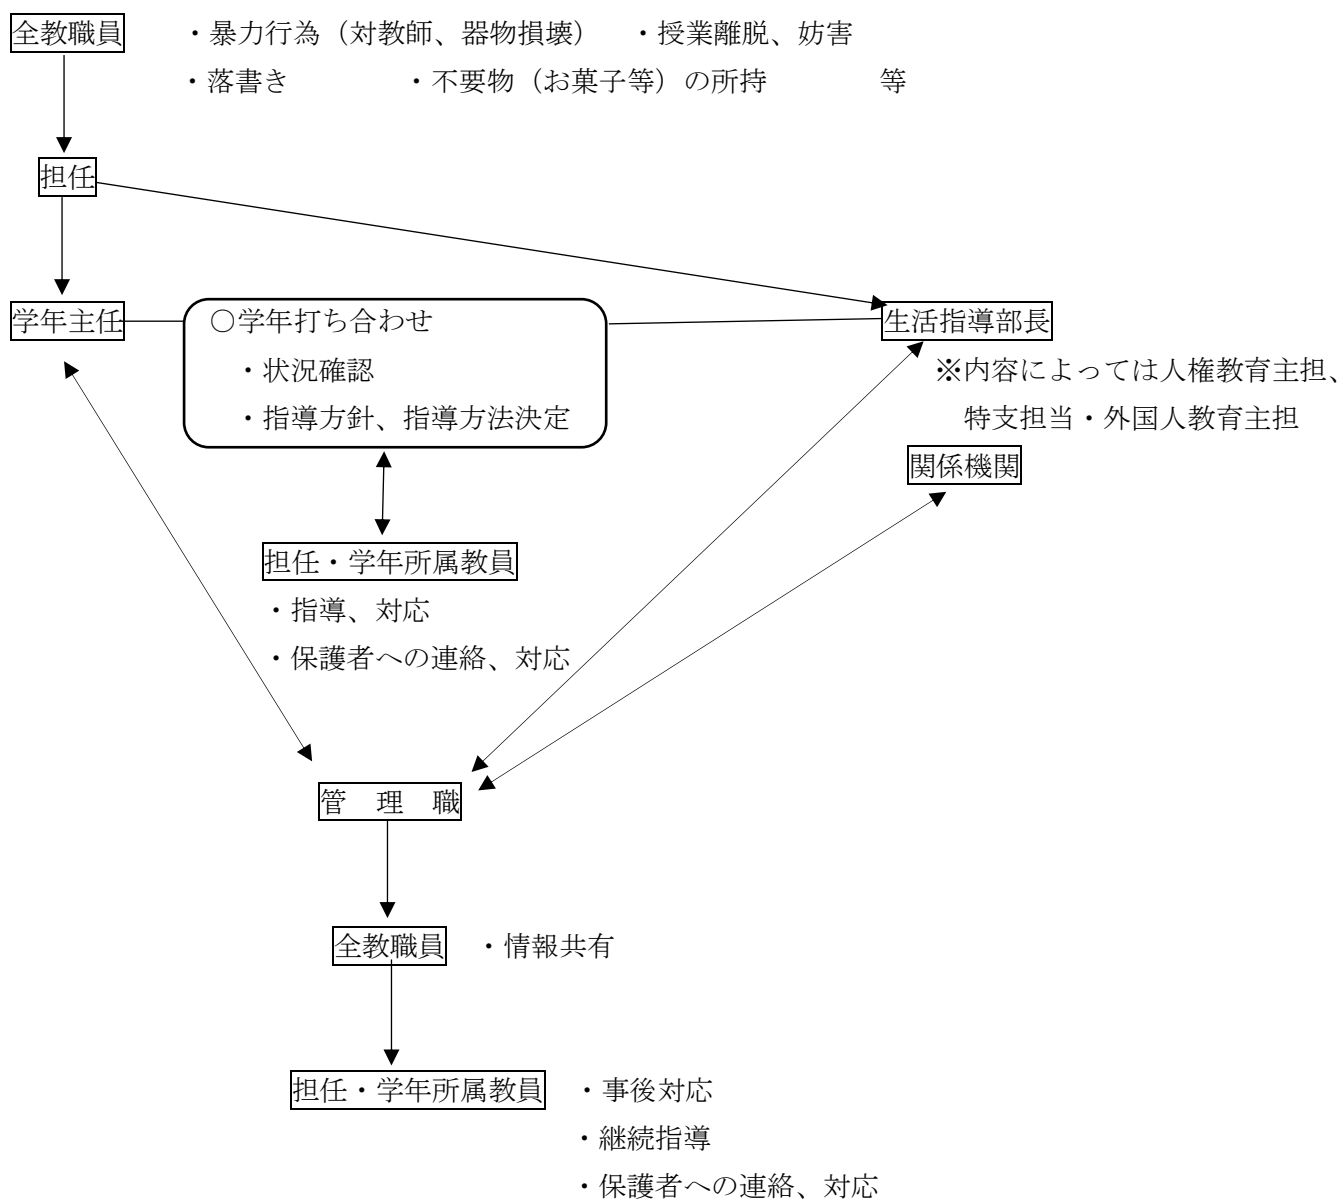 全教職員　・暴力行為（対教師、器物損壊）　・授業離脱、妨害
・落書き　・不要物（お菓子等）の所持　等
担任
学年主任
〇学年打ち合わせ
・状況確認
・指導方針、指導方法決定
生活指導部長
※内容によっては人権教育主担、
特支担当・外国人教育主担
関係機関
担任・学年所属教員
・指導、対応
・保護者への連絡、対応
管　理　職
全教職員　・情報共有
担任・学年所属教員　・事後対応
・継続指導
・保護者への連絡、対応